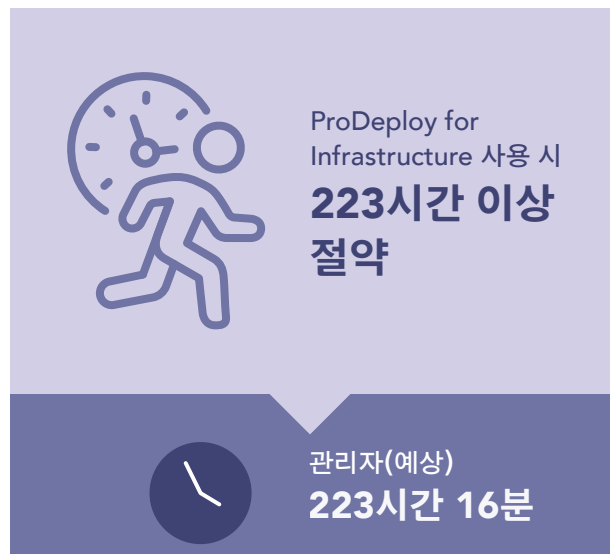 ProDeploy for
Infrastructure 사용 시
223시간 이상
절약
관리자(예상)
223시간 16분